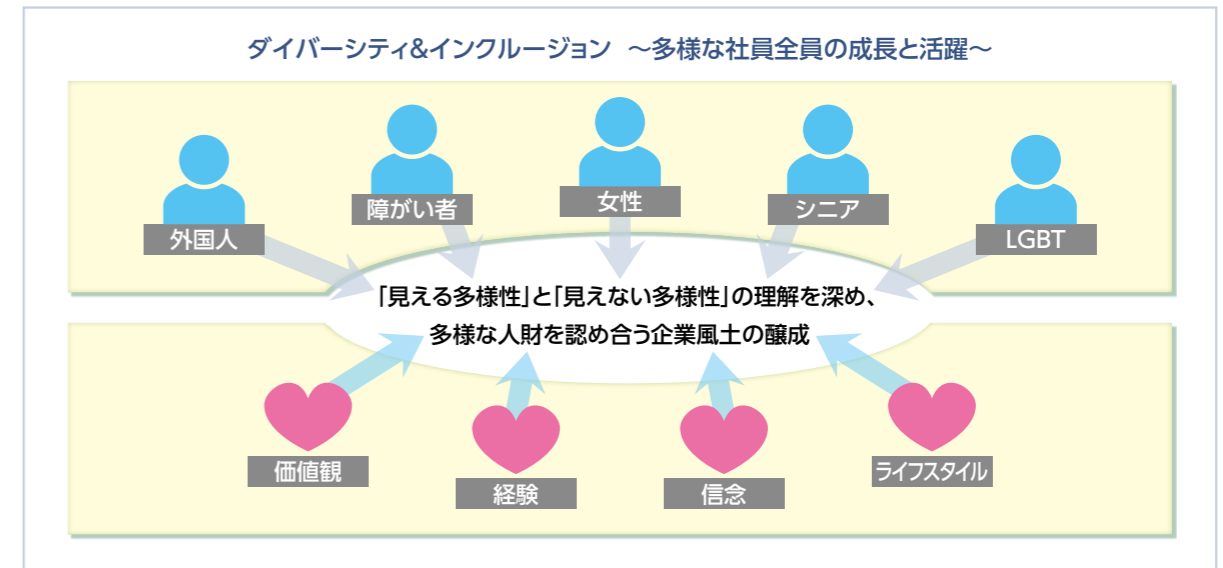 ダイバーシティ&インクルージョン ～多様な社員全員の成長と活躍～
外国人
障がい者
女性
シニア
LGBT
「見える多様性」と「見えない多様性」の理解を深め、
多様な人財を認め合う企業風土の醸成
価値観
経験
信念
ライフスタイル